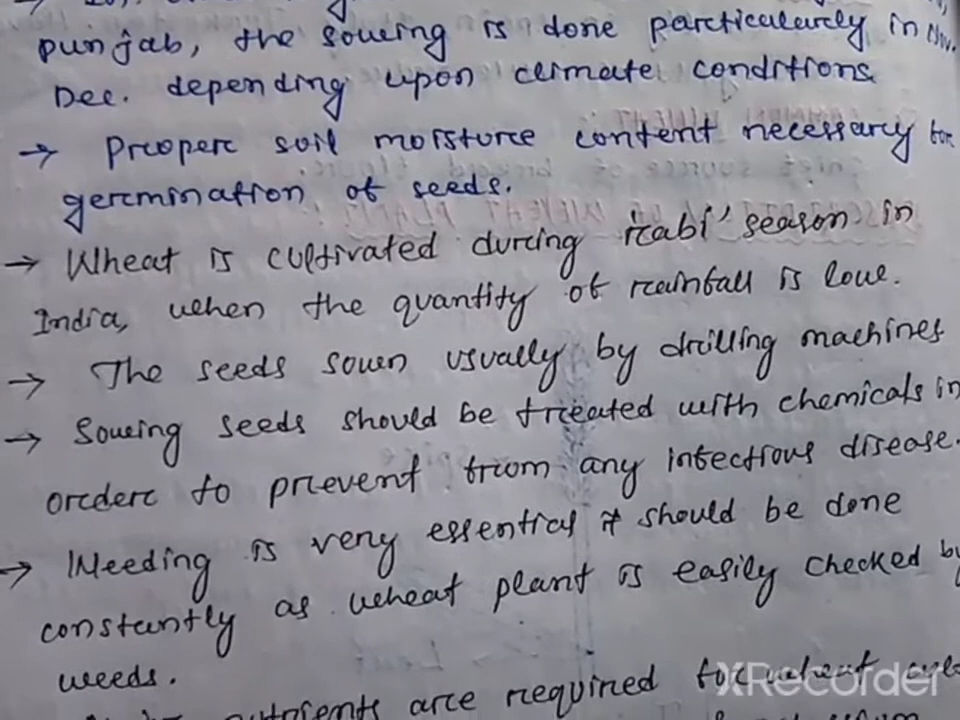 punjab, the sowing is done particularly in Nov.
Dec. depending upon climate conditions
→ Proper soil moisture content necessary for
germination of seeds.
→ Wheat is cultivated during 'rabi' season in
India, when the quantity of rainfall is low.
→ The seeds sown usually by drilling machines
→ Sowing seeds should be treated with chemicals in
order to prevent from any infectious disease.
→ Weeding is very essential it should be done
constantly as wheat plant is easily checked by
weeds.
nutrients are required for wheat
XRecorder